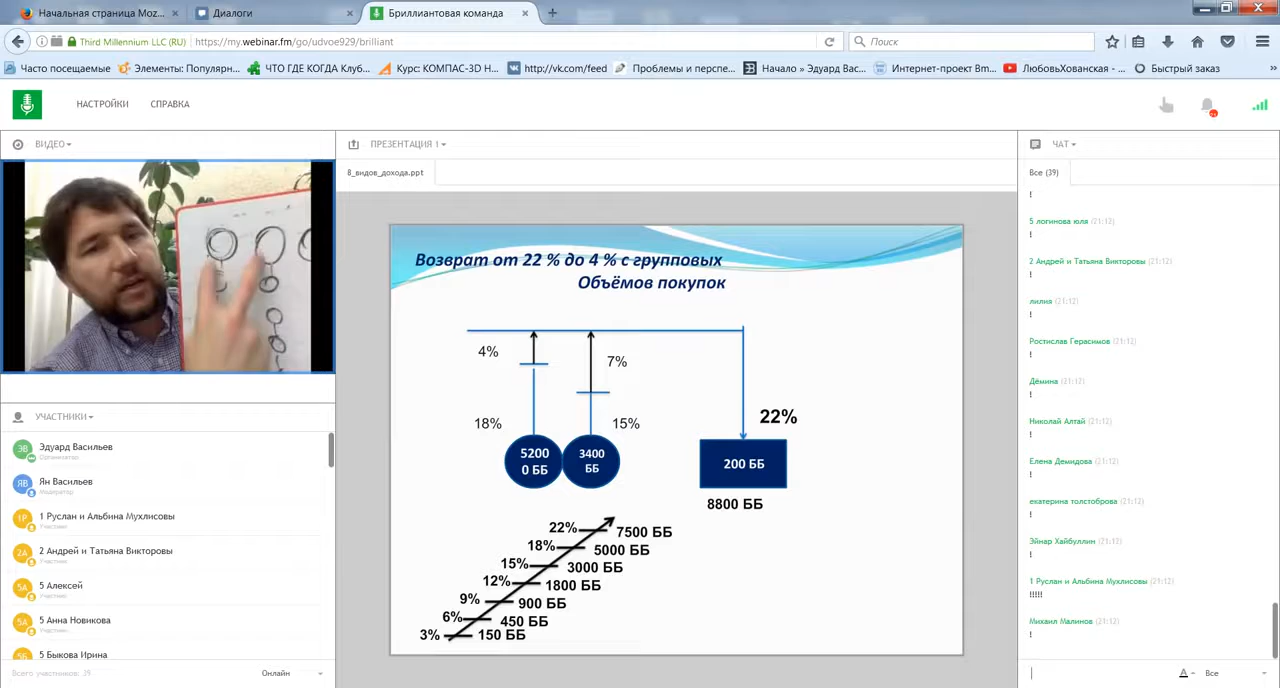 Начальная страница Moz...
Диалоги
Бриллиантовая команда
Third Millennium LLC (RU)
https://my.webinar.fm/go/udvoe929/brilliant
Поиск
Часто посещаемые
Элементы: Популярн...
ЧТО ГДЕ КОГДА Клуб...
Курс: КОМПАС-3D Н...
http://vk.com/feed
Проблемы и перспе...
Начало » Эдуард Вас...
Интернет-проект Bm...
ЛюбовьХованская - ...
Быстрый заказ
НАСТРОЙКИ
СПРАВКА
ВИДЕО
УЧАСТНИКИ
ЭВ
Эдуард Васильев
Организатор
ЯВ
Ян Васильев
Модератор
1Р
1 Руслан и Альбина Мухлисовы
Участник
2А
2 Андрей и Татьяна Викторовы
Участник
5А
5 Алексей
Участник
5А
5 Анна Новикова
Участник
5Б
5 Быкова Ирина
Всего участников: 39
Онлайн
ПРЕЗЕНТАЦИЯ 1
8_видов_дохода.ppt
Возврат от 22 % до 4 % с групповых
Объёмов покупок
4%
7%
18%
15%
22%
5200
0 ББ
3400
ББ
200 ББ
8800 ББ
22%
7500 ББ
18%
5000 ББ
15%
3000 ББ
12%
1800 ББ
9%
900 ББ
6%
450 ББ
3%
150 ББ
ЧАТ
Все (39)
!
5 логинова юля (21:12)
!
2 Андрей и Татьяна Викторовы (21:12)
!
лилия (21:12)
!
Ростислав Герасимов (21:12)
!
Дёмина (21:12)
!
Николай Алтай (21:12)
!
Елена Демидова (21:12)
!
екатерина толстоброва (21:12)
!
Эйнар Хайбуллин (21:12)
!
1 Руслан и Альбина Мухлисовы (21:12)
!!!!!
Михаил Малинов (21:12)
!
A
Все